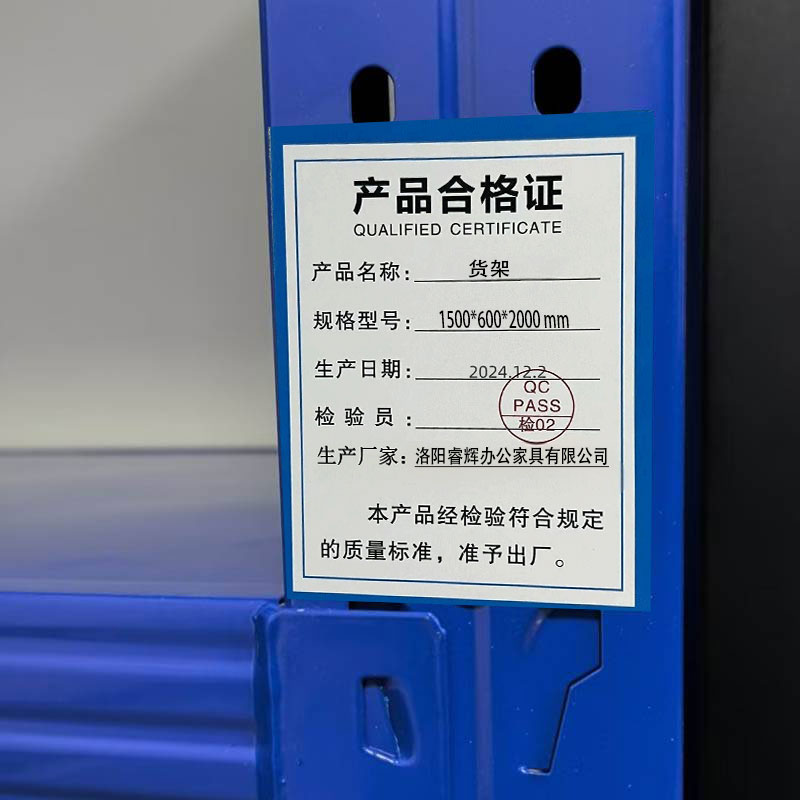 产品合格证
QUALIFIED CERTIFICATE
产品名称：货架
规格型号：1500*600*2000 mm
生产日期：2024.12.2
QC
PASS
检验员：
检02
生产厂家：洛阳睿辉办公家具有限公司
本产品经检验符合规定
的质量标准，准予出厂。